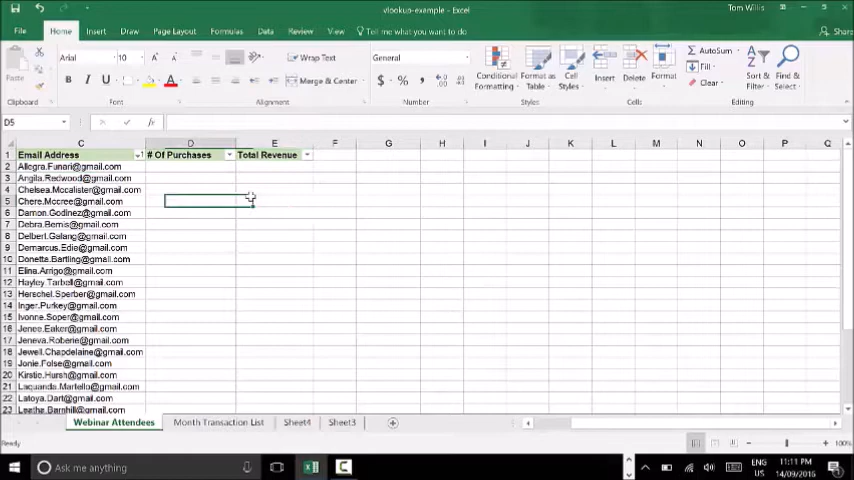 vlookup-example - Excel
Tom Willis
File
Home
Insert
Draw
Page Layout
Formulas
Data
Review
View
Tell me what you want to do
Share
Paste
Arial
10
Wrap Text
General
Merge & Center
Conditional Formatting
Format as Table
Cell Styles
Insert
Delete
Format
AutoSum
Fill
Clear
Sort & Filter
Find & Select
Clipboard
Font
Alignment
Number
Styles
Cells
Editing
D5
C D E F G H I J K L M N O P Q
1 Email Address # Of Purchases Total Revenue
2 Allegra.Funari@gmail.com
3 Angila.Redwood@gmail.com
4 Chelsea.Mccalister@gmail.com
5 Chere.Mccree@gmail.com
6 Damon.Godinez@gmail.com
7 Debra.Bemis@gmail.com
8 Delbert.Galang@gmail.com
9 Demarcus.Edie@gmail.com
10 Donette.Bartling@gmail.com
11 Elina.Arrigo@gmail.com
12 Hayley.Tarbell@gmail.com
13 Herschel.Sperber@gmail.com
14 Inger.Purkey@gmail.com
15 Ivonne.Soper@gmail.com
16 Jenee.Eaker@gmail.com
17 Jeneva.Roberie@gmail.com
18 Jewell.Chapdelaine@gmail.com
19 Jonie.Folse@gmail.com
20 Kirstie.Hursh@gmail.com
21 Laquanda.Martello@gmail.com
22 Latoya.Dart@gmail.com
23 Leatha.Barnhill@gmail.com
Webinar Attendees
Month Transaction List
Sheet4
Sheet3
Ready
100%
Ask me anything
ENG
US
11:11 PM
14/09/2016